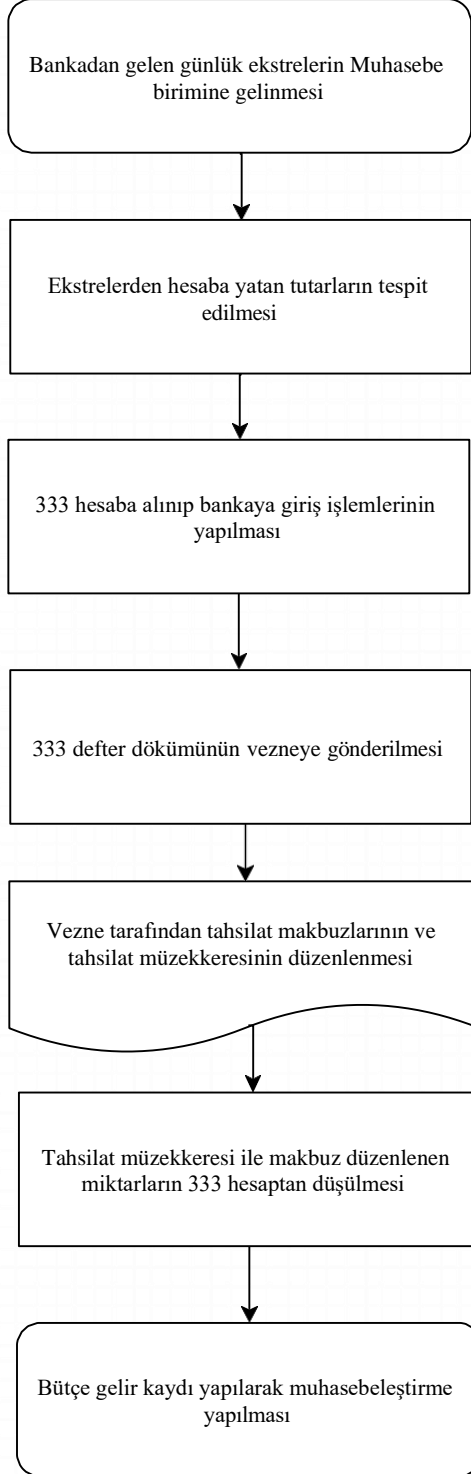 Bankadan gelen günlük ekstrelerin Muhasebe
birimine gelinmesi
Ekstrelerden hesaba yatan tutarların tespit
edilmesi
333 hesaba alınıp bankaya giriş işlemlerinin
yapılması
333 defter dökümünün vezneye gönderilmesi
Vezne tarafından tahsilat makbuzlarının ve
tahsilat müzekkeresinin düzenlenmesi
Tahsilat müzekkeresi ile makbuz düzenlenen
miktarların 333 hesaptan düşülmesi
Bütçe gelir kaydı yapılarak muhasebeleştirme
yapılması